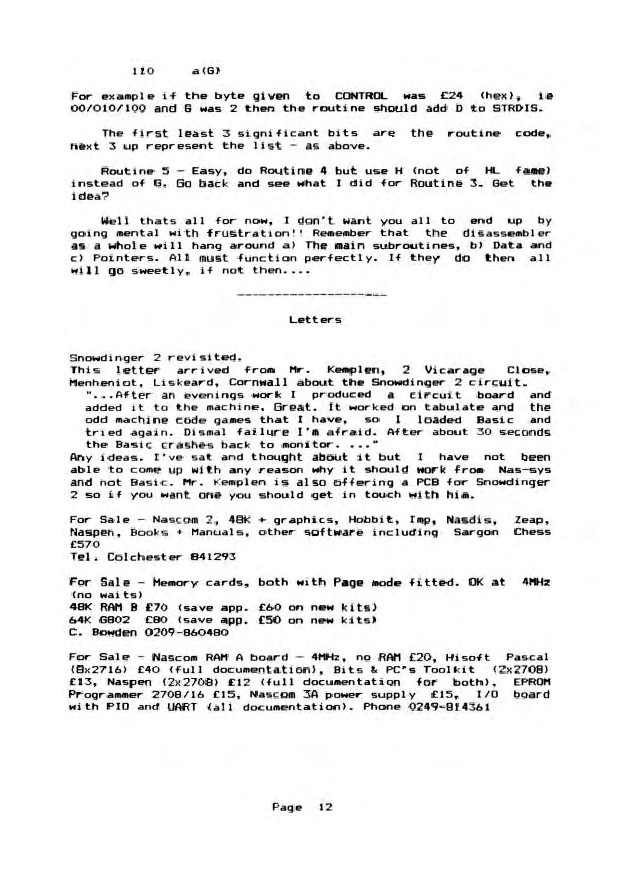 110 a(G)
For example if the byte given to CONTROL was £24 (hex), ie
00/010/100 and G was 2 then the routine should add D to STRDIS.
The first least 3 significant bits are the routine code,
next 3 up represent the list - as above.
Routine 5 - Easy, do Routine 4 but use H (not of HL fame)
instead of G. Go back and see what I did for Routine 3. Get the
idea?
Well thats all for now, I don't want you all to end up by
going mental with frustration!! Remember that the disassembler
as a whole will hang around a) The main subroutines, b) Data and
c) Pointers. All must function perfectly. If they do then all
will go sweetly, if not then....
--------------------
Letters
Snowdinger 2 revisited.
This letter arrived from Mr. Kemplen, 2 Vicarage Close,
Menheniot, Liskeard, Cornwall about the Snowdinger 2 circuit.
"...After an evenings work I produced a circuit board and
added it to the machine. Great. It worked on tabulate and the
odd machine code games that I have, so I loaded Basic and
tried again. Dismal failure I'm afraid. After about 30 seconds
the Basic crashes back to monitor. ..."
Any ideas. I've sat and thought about it but I have not been
able to come up with any reason why it should work from Nas-sys
and not Basic. Mr. Kemplen is also offering a PCB for Snowdinger
2 so if you want one you should get in touch with him.
For Sale - Nascom 2, 48K + graphics, Hobbit, Imp, Nasdis, Zeap,
Naspen, Books + Manuals, other software including Sargon Chess
£570
Tel. Colchester 841293
For Sale - Memory cards, both with Page mode fitted. OK at 4MHz
(no waits)
48K RAM B £70 (save app. £60 on new kits)
64K G802 £80 (save app. £50 on new kits)
C. Bowden 0209-860480
For Sale - Nascom RAM A board - 4MHz, no RAM £20, Hisoft Pascal
(8x2716) £40 (full documentation), Bits & PC's Toolkit (2x2708)
£13, Naspen (2x2708) £12 (full documentation for both), EPROM
Programmer 2708/16 £15, Nascom 3A power supply £15, I/O board
with PIO and UART (all documentation). Phone 0249-814361
Page 12